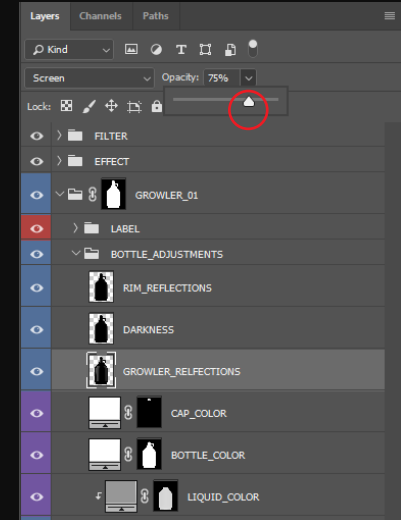 Layers Channels Paths
Kind T
Screen Opacity: 75%
Lock:
FILTER
EFFECT
GROWLER_01
LABEL
BOTTLE_ADJUSTMENTS
RIM_REFLECTIONS
DARKNESS
GROWLER_RELFECTIONS
CAP_COLOR
BOTTLE_COLOR
LIQUID_COLOR